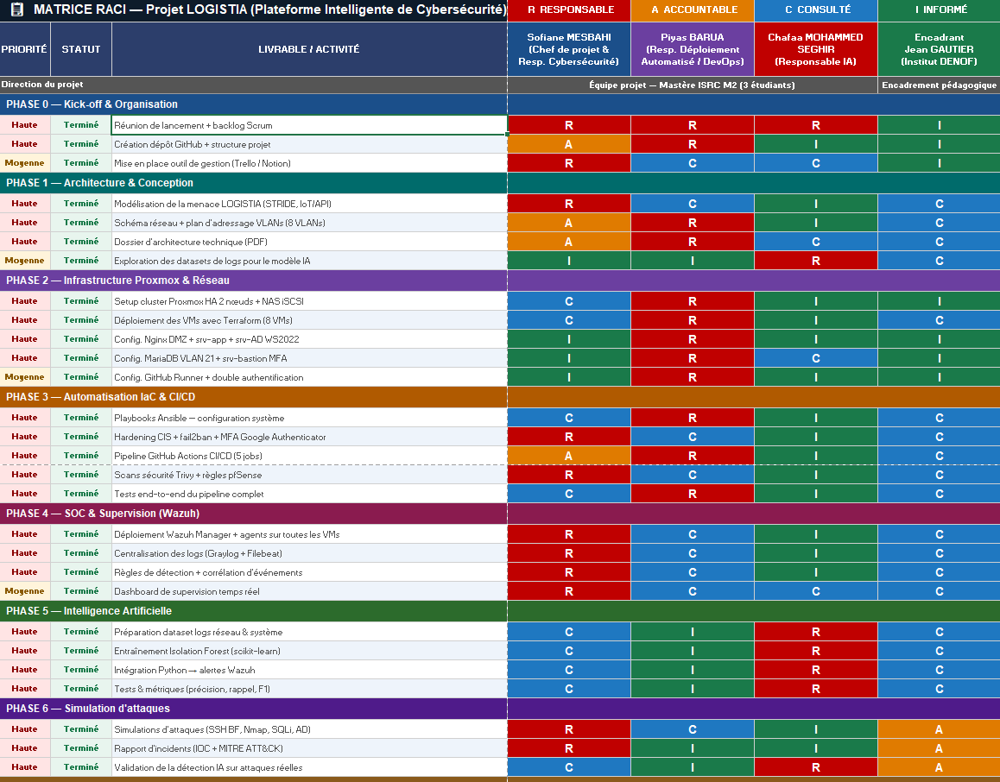 MATRICE RACI — Projet LOGISTIA (Plateforme Intelligente de Cybersécurité) R RESPONSABLE A ACCOUNTABLE C CONSULTÉ I INFORMÉ
PRIORITÉ STATUT LIVRABLE / ACTIVITÉ
Sofiane MESBAHI
(Chef de projet &
Resp. Cybersécurité)
Piyas BARUA
(Resp. Déploiement
Automatisé / DevOps)
Chafaa MOHAMMED
SEGHIR
(Responsable IA)
Encadrant
Jean GAUTIER
(Institut DENOF)
Direction du projet Équipe projet — Mastère ISRC M2 (3 étudiants) Encadrement pédagogique
PHASE 0 — Kick-off & Organisation
Haute Terminé Réunion de lancement + backlog Scrum R R R I
Haute Terminé Création dépôt GitHub + structure projet A R I I
Moyenne Terminé Mise en place outil de gestion (Trello / Notion) R C C I
PHASE 1 — Architecture & Conception
Haute Terminé Modélisation de la menace LOGISTIA (STRIDE, IoT/API) R C I C
Haute Terminé Schéma réseau + plan d'adressage VLANs (8 VLANs) A R I C
Haute Terminé Dossier d'architecture technique (PDF) A R C C
Moyenne Terminé Exploration des datasets de logs pour le modèle IA I I R C
PHASE 2 — Infrastructure Proxmox & Réseau
Haute Terminé Setup cluster Proxmox HA 2 nœuds + NAS iSCSI C R I I
Haute Terminé Déploiement des VMs avec Terraform (8 VMs) C R I C
Haute Terminé Config. Nginx DMZ + srv-app + srv-AD WS2022 I R I I
Haute Terminé Config. MariaDB VLAN 21 + srv-bastion MFA I R C I
Moyenne Terminé Config. GitHub Runner + double authentification I R I I
PHASE 3 — Automatisation IaC & CI/CD
Haute Terminé Playbooks Ansible — configuration système C R I C
Haute Terminé Hardening CIS + fail2ban + MFA Google Authenticator R C I C
Haute Terminé Pipeline GitHub Actions CI/CD (5 jobs) A R I C
Haute Terminé Scans sécurité Trivy + règles pfSense R C I C
Haute Terminé Tests end-to-end du pipeline complet C R I C
PHASE 4 — SOC & Supervision (Wazuh)
Haute Terminé Déploiement Wazuh Manager + agents sur toutes les VMs R C I C
Haute Terminé Centralisation des logs (Graylog + Filebeat) R C I C
Haute Terminé Règles de détection + corrélation d'événements R C I C
Moyenne Terminé Dashboard de supervision temps réel R C C C
PHASE 5 — Intelligence Artificielle
Haute Terminé Préparation dataset logs réseau & système C I R C
Haute Terminé Entraînement Isolation Forest (scikit-learn) C I R C
Haute Terminé Intégration Python → alertes Wazuh C I R C
Haute Terminé Tests & métriques (précision, rappel, F1) C I R C
PHASE 6 — Simulation d'attaques
Haute Terminé Simulations d'attaques (SSH BF, Nmap, SQLi, AD) R C I A
Haute Terminé Rapport d'incidents (IOC + MITRE ATT&CK) R I I A
Haute Terminé Validation de la détection IA sur attaques réelles C I R A